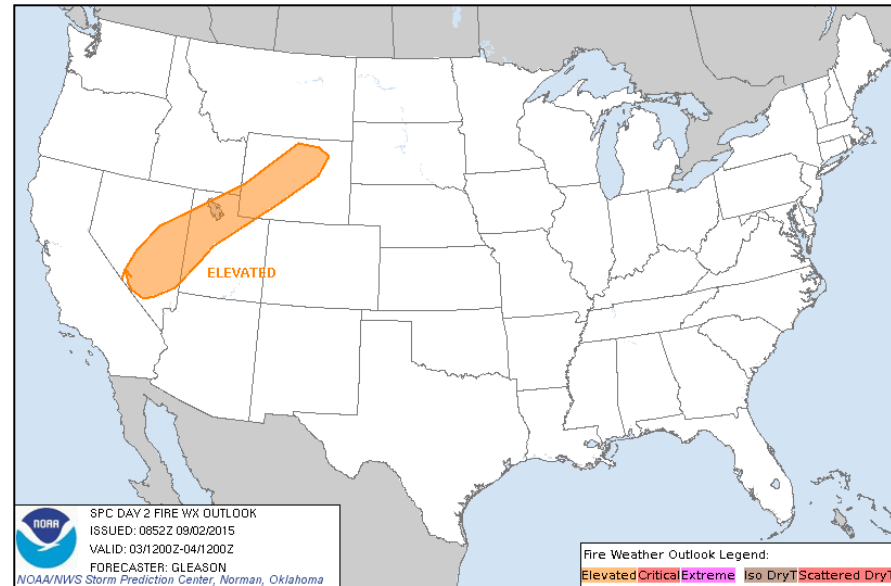 ELEVATED
NOAA
SPC DAY 2 FIRE WX OUTLOOK
ISSUED: 0852Z 09/02/2015
VALID: 03/1200Z-04/1200Z
FORECASTER: GLEASON
NOAA/NWS Storm Prediction Center, Norman, Oklahoma
Fire Weather Outlook Legend:
Elevated Critical Extreme Iso DryT Scattered DryT